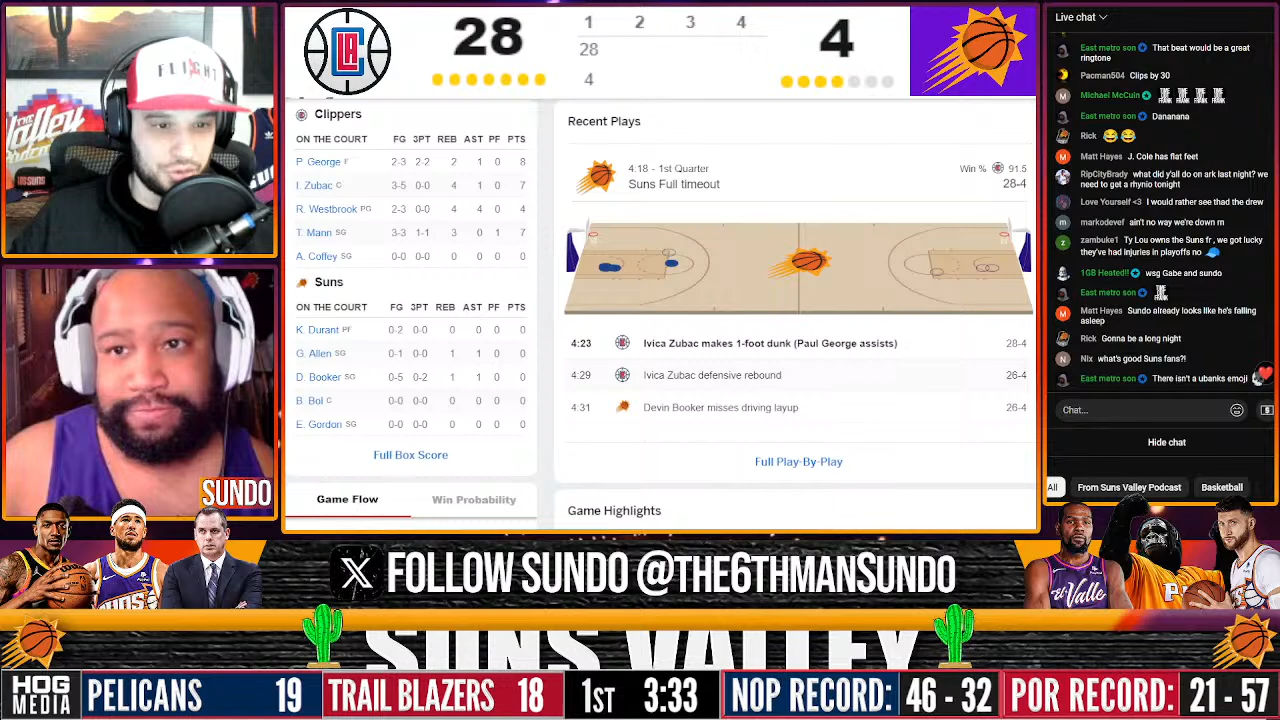 FLIGHT
The Valley
SUNDO
LA
28
1 2 3 4
28
4
4
Clippers
ON THE COURT FG 3PT REB AST PF PTS
P. George F 2-3 2-2 2 1 0 8
I. Zubac C 3-5 0-0 4 1 0 7
R. Westbrook PG 2-3 0-0 4 4 0 4
T. Mann SG 3-3 1-1 3 0 1 7
A. Coffey SG 0-0 0-0 0 0 0 0
Suns
ON THE COURT FG 3PT REB AST PF PTS
K. Durant PF 0-2 0-0 0 0 0 0
G. Allen SG 0-1 0-0 1 1 0 0
D. Booker SG 0-5 0-2 1 1 0 0
B. Bol C 0-0 0-0 0 0 0 0
E. Gordon SG 0-0 0-0 0 0 0 0
Full Box Score
Game Flow
Win Probability
Recent Plays
4:18 - 1st Quarter
Suns Full timeout
Win % 91.5
28-4
4:23 Ivica Zubac makes 1-foot dunk (Paul George assists) 28-4
4:29 Ivica Zubac defensive rebound 26-4
4:31 Devin Booker misses driving layup 26-4
Full Play-By-Play
Game Highlights
Live chat
East metro son That beat would be a great
ringtone
Pacman504 Clips by 30
Michael McCuin
East metro son Dananana
Rick
Matt Hayes J. Cole has flat feet
RipCityBrady what did y'all do on ark last night? we
need to get a rhynio tonight
Love Yourself <3 I would rather see thad the drew
markodevef ain't no way we're down rn
zambuke1 Ty Lou owns the Suns fr , we got lucky
they've had injuries in playoffs no
1GB Heated!! wsg Gabe and sundo
East metro son
Matt Hayes Sundo already looks like he's falling
asleep
Rick Gonna be a long night
Nix what's good Suns fans?!
East metro son There isn't a ubanks emoji
Chat...
Hide chat
All
From Suns Valley Podcast
Basketball
FOLLOW SUNDO @THE6THMANSUNDO
SUNS VALLEY
HOG
MEDIA
PELICANS 19
TRAIL BLAZERS 18
1ST 3:33
NOP RECORD: 46 - 32
POR RECORD: 21 - 57